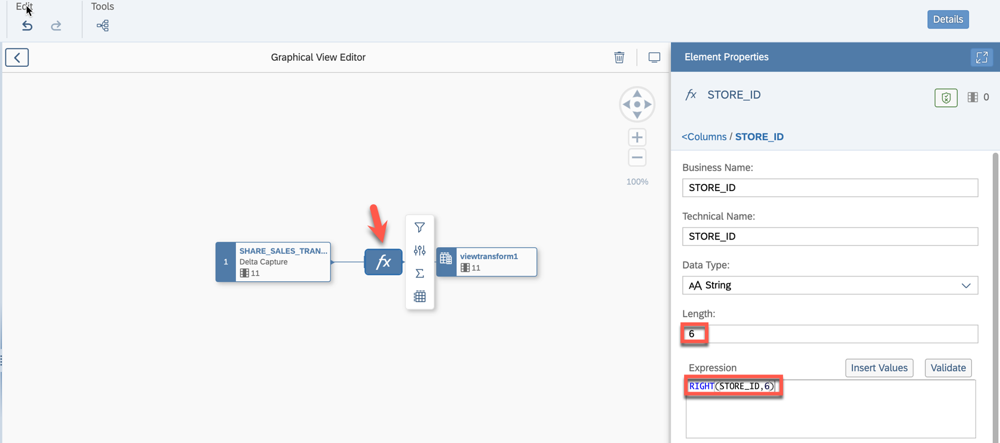 Edit
Tools
Details
Graphical View Editor
Element Properties
fx STORE_ID
0
<Columns / STORE_ID
Business Name:
STORE_ID
100%
Technical Name:
STORE_ID
1
SHARE_SALES_TRAN...
Delta Capture
11
fx
viewtransform1
11
Data Type:
AA String
Length:
6
Expression
Insert Values
Validate
RIGHT(STORE_ID,6)